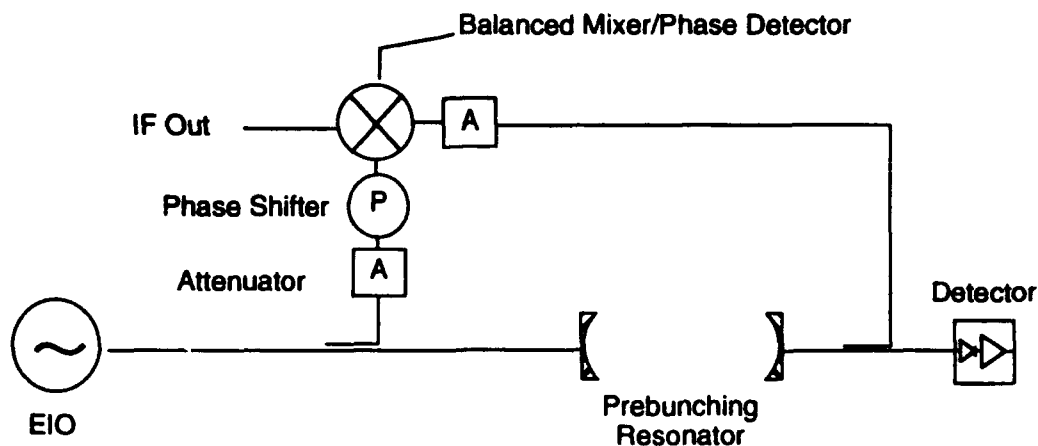 Balanced Mixer/Phase Detector
IF Out
A
Phase Shifter
P
Attenuator
A
Detector
EIO
Prebunching
Resonator